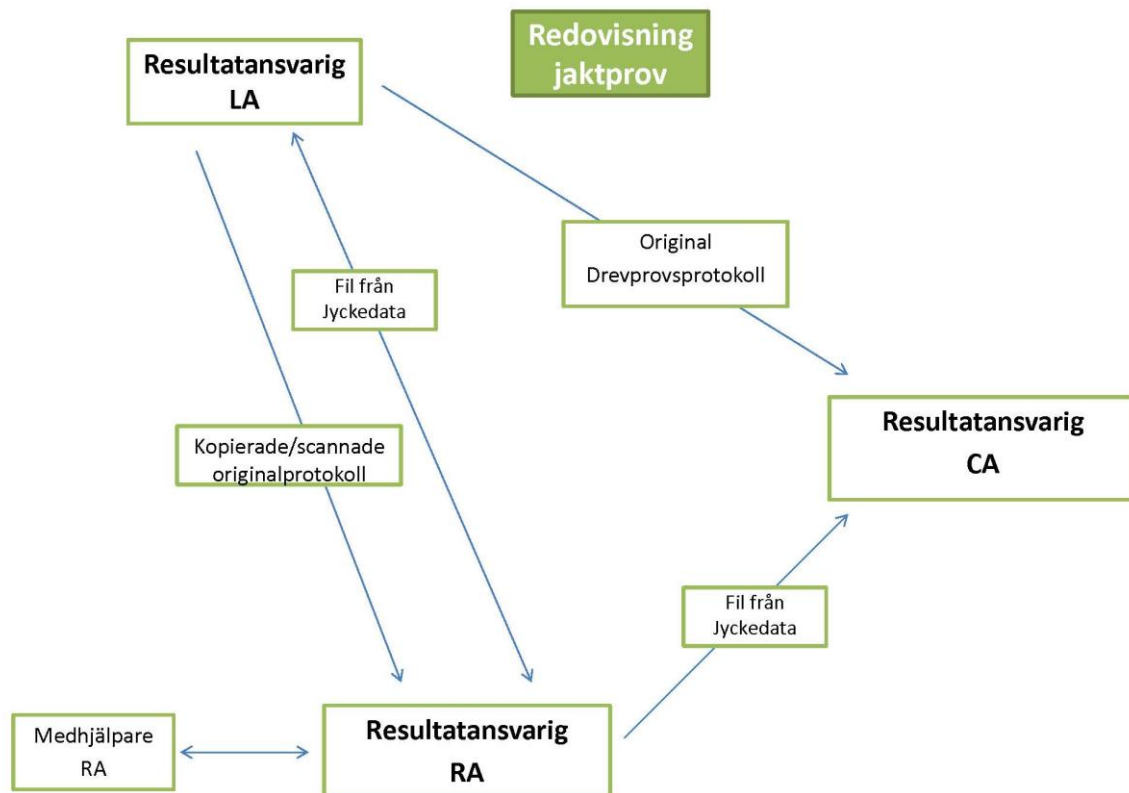 Redovisning
jaktprov
Resultatansvarig
LA
Original
Drevprovsprotokoll
Fil från
Jyckedata
Resultatansvarig
CA
Kopierade/scannade
originalprotokoll
Fil från
Jyckedata
Medhjälpare
RA
Resultatansvarig
RA